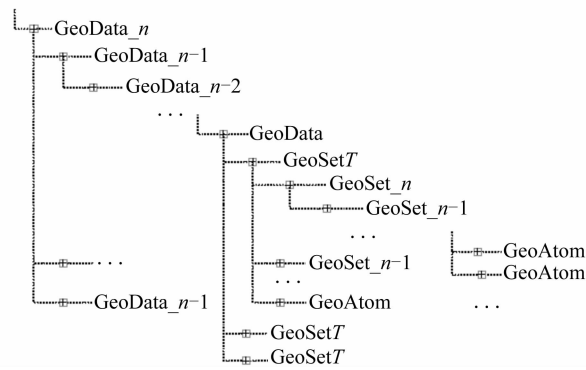 GeoData_n
GeoData_n−1
GeoData_n−2
. . .
GeoData
GeoSetT
GeoSet_n
GeoSet_n−1
. . .
GeoAtom
. . .
GeoSet_n−1
GeoAtom
. . .
GeoData_n−1
GeoAtom
. . .
GeoSetT
GeoSetT